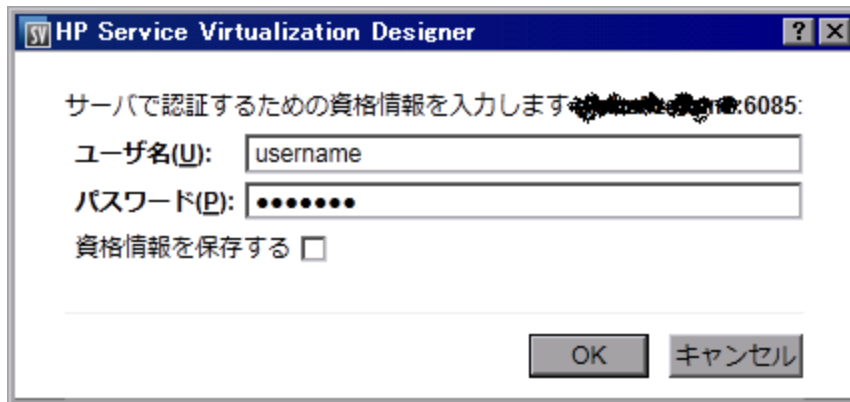 SV HP Service Virtualization Designer
サーバで認証するための資格情報を入力します :6085:
ユーザ名(U): username
パスワード(P): •••••••
資格情報を保存する
OK キャンセル